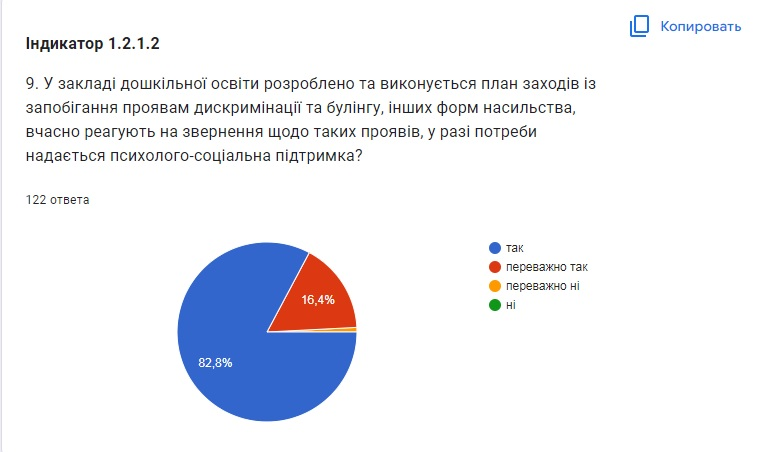 Копировать
Індикатор 1.2.1.2
9. У закладі дошкільної освіти розроблено та виконується план заходів із
запобігання проявам дискримінації та булінгу, інших форм насильства,
вчасно реагують на звернення щодо таких проявів, у разі потреби
надається психолого-соціальна підтримка?
122 ответа
так
переважно так
переважно ні
ні
16,4%
82,8%